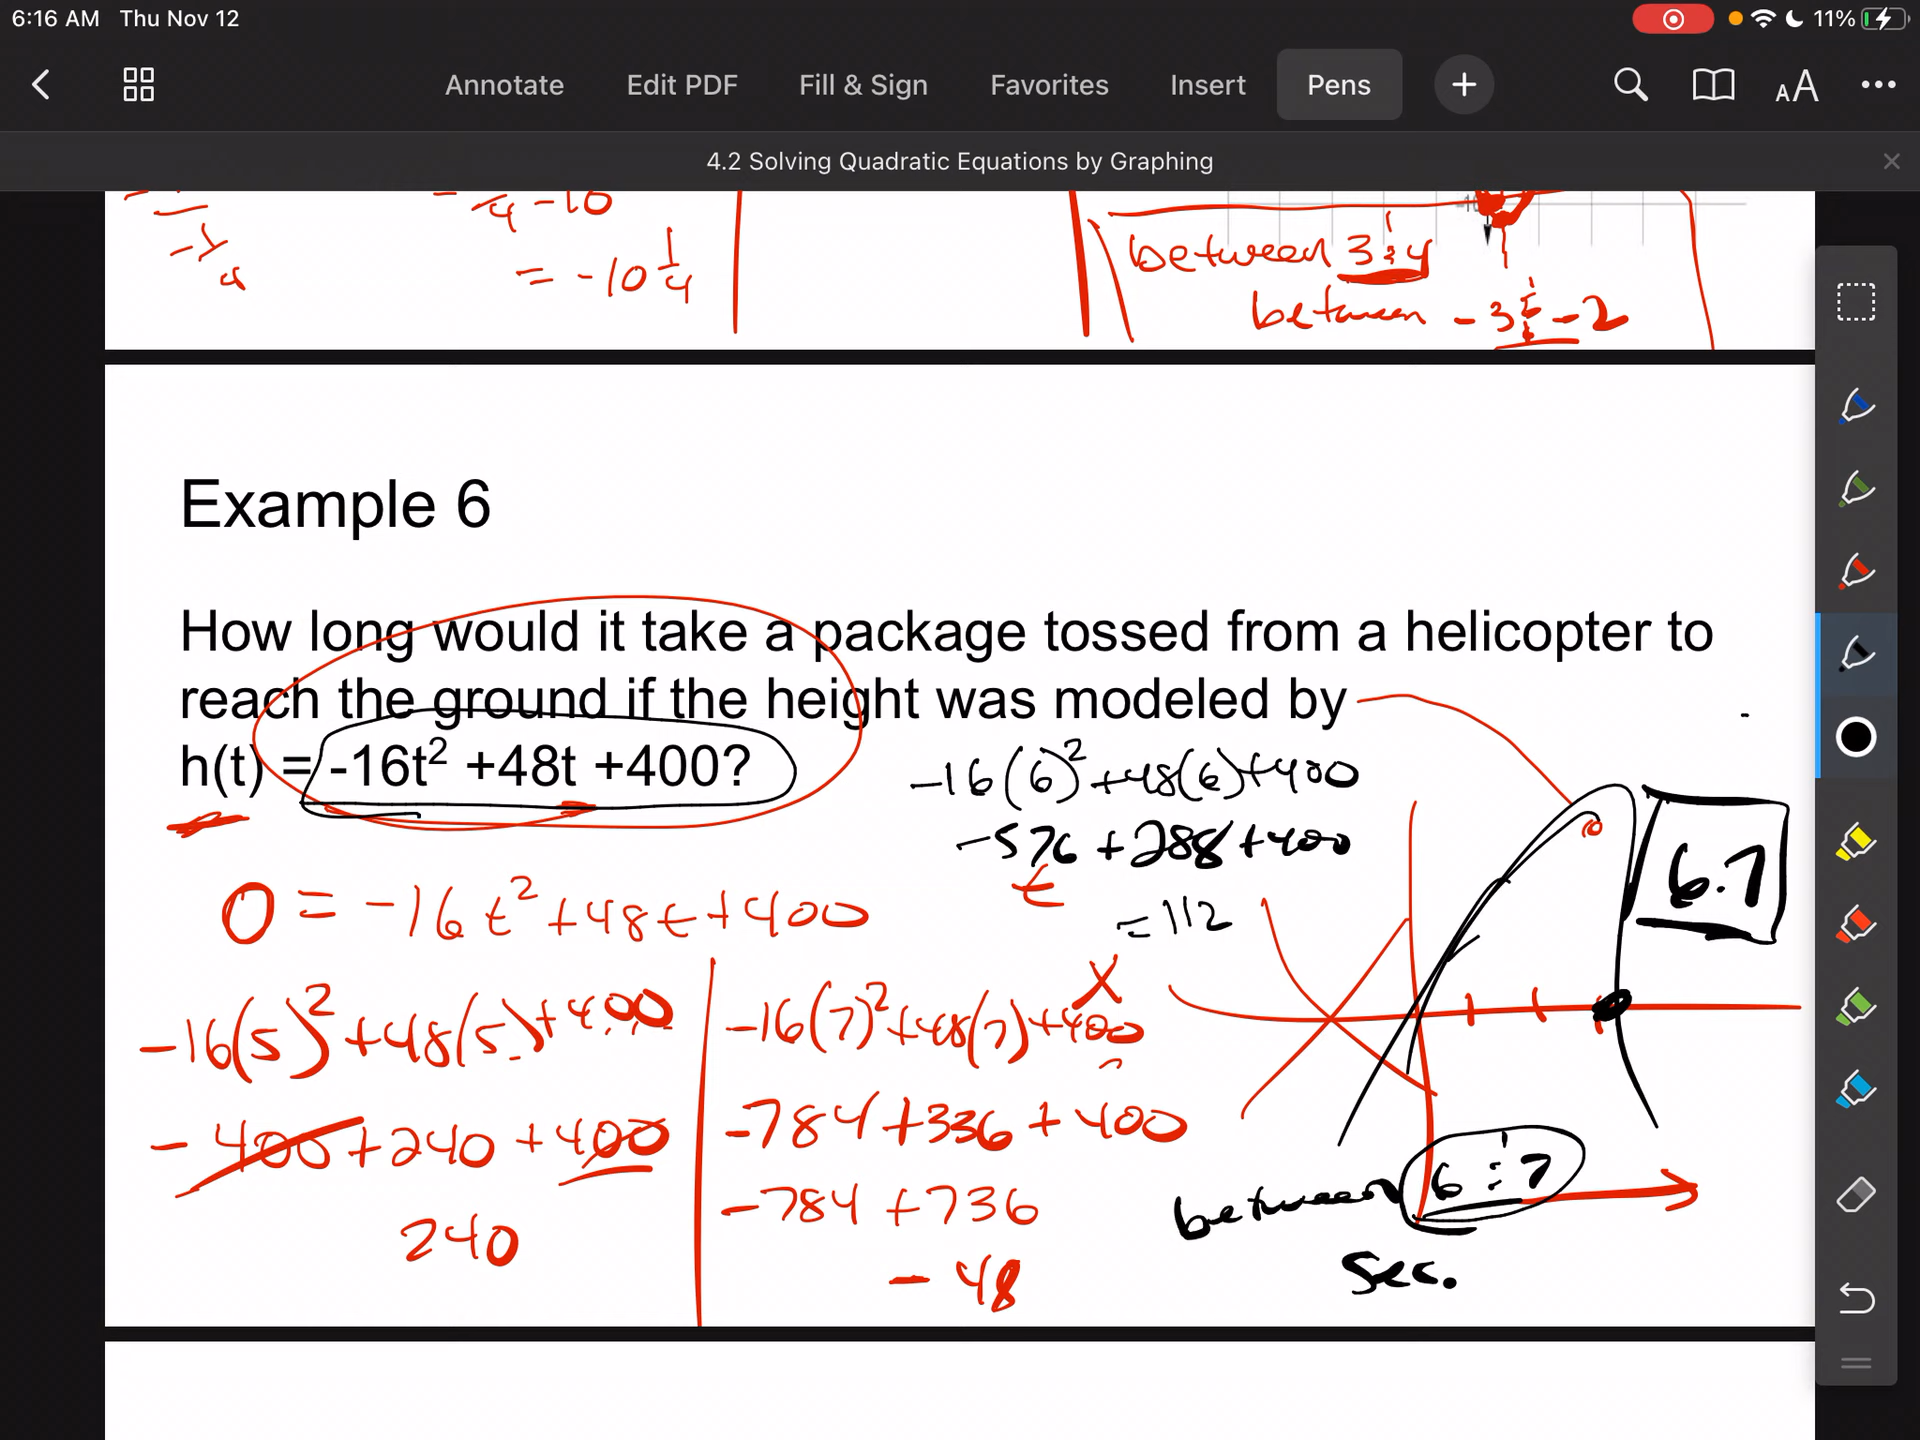 6:16 AM Thu Nov 12
11%
Annotate Edit PDF Fill & Sign Favorites Insert Pens
4.2 Solving Quadratic Equations by Graphing
-1/4
= /4 -10
= -10 1/4
-10
between 3 & 4
between -3 & -2
Example 6
How long would it take a package tossed from a helicopter to
reach the ground if the height was modeled by
h(t) = -16t² +48t +400?
-16(6)² +48(6)+400
-576 +288 +400
= 112
t
6.7
0 = -16t² +48t +400
x
-16(5)² +48(5)+400
-400 +240 +400
240
-16(7)² +48(7)+400
-784 +336 + 400
-784 +736
-48
between 6 & 7
Sec.